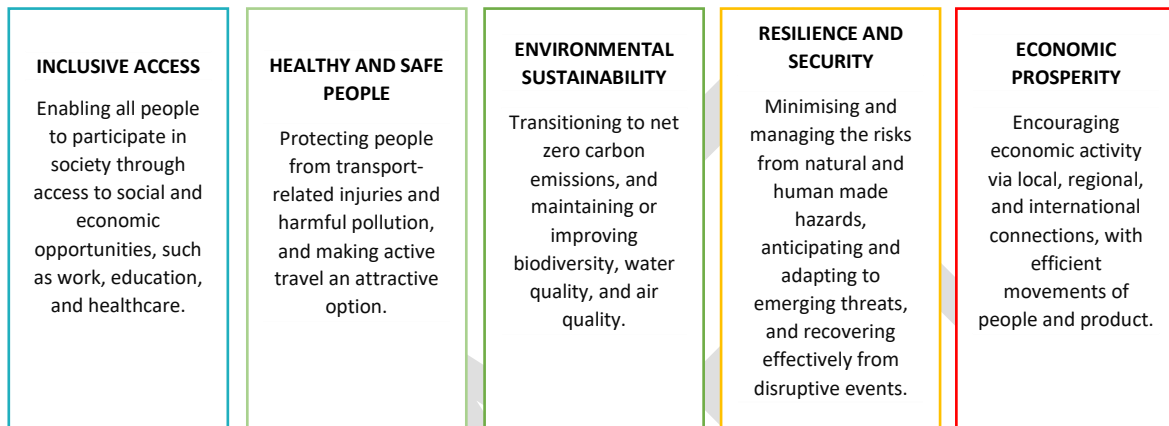 INCLUSIVE ACCESS
Enabling all people
to participate in
society through
access to social and
economic
opportunities, such
as work, education,
and healthcare.
HEALTHY AND SAFE
PEOPLE
Protecting people
from transport-
related injuries and
harmful pollution,
and making active
travel an attractive
option.
ENVIRONMENTAL
SUSTAINABILITY
Transitioning to net
zero carbon
emissions, and
maintaining or
improving
biodiversity, water
quality, and air
quality.
RESILIENCE AND
SECURITY
Minimising and
managing the risks
from natural and
human made
hazards,
anticipating and
adapting to
emerging threats,
and recovering
effectively from
disruptive events.
ECONOMIC
PROSPERITY
Encouraging
economic activity
via local, regional,
and international
connections, with
efficient
movements of
people and product.